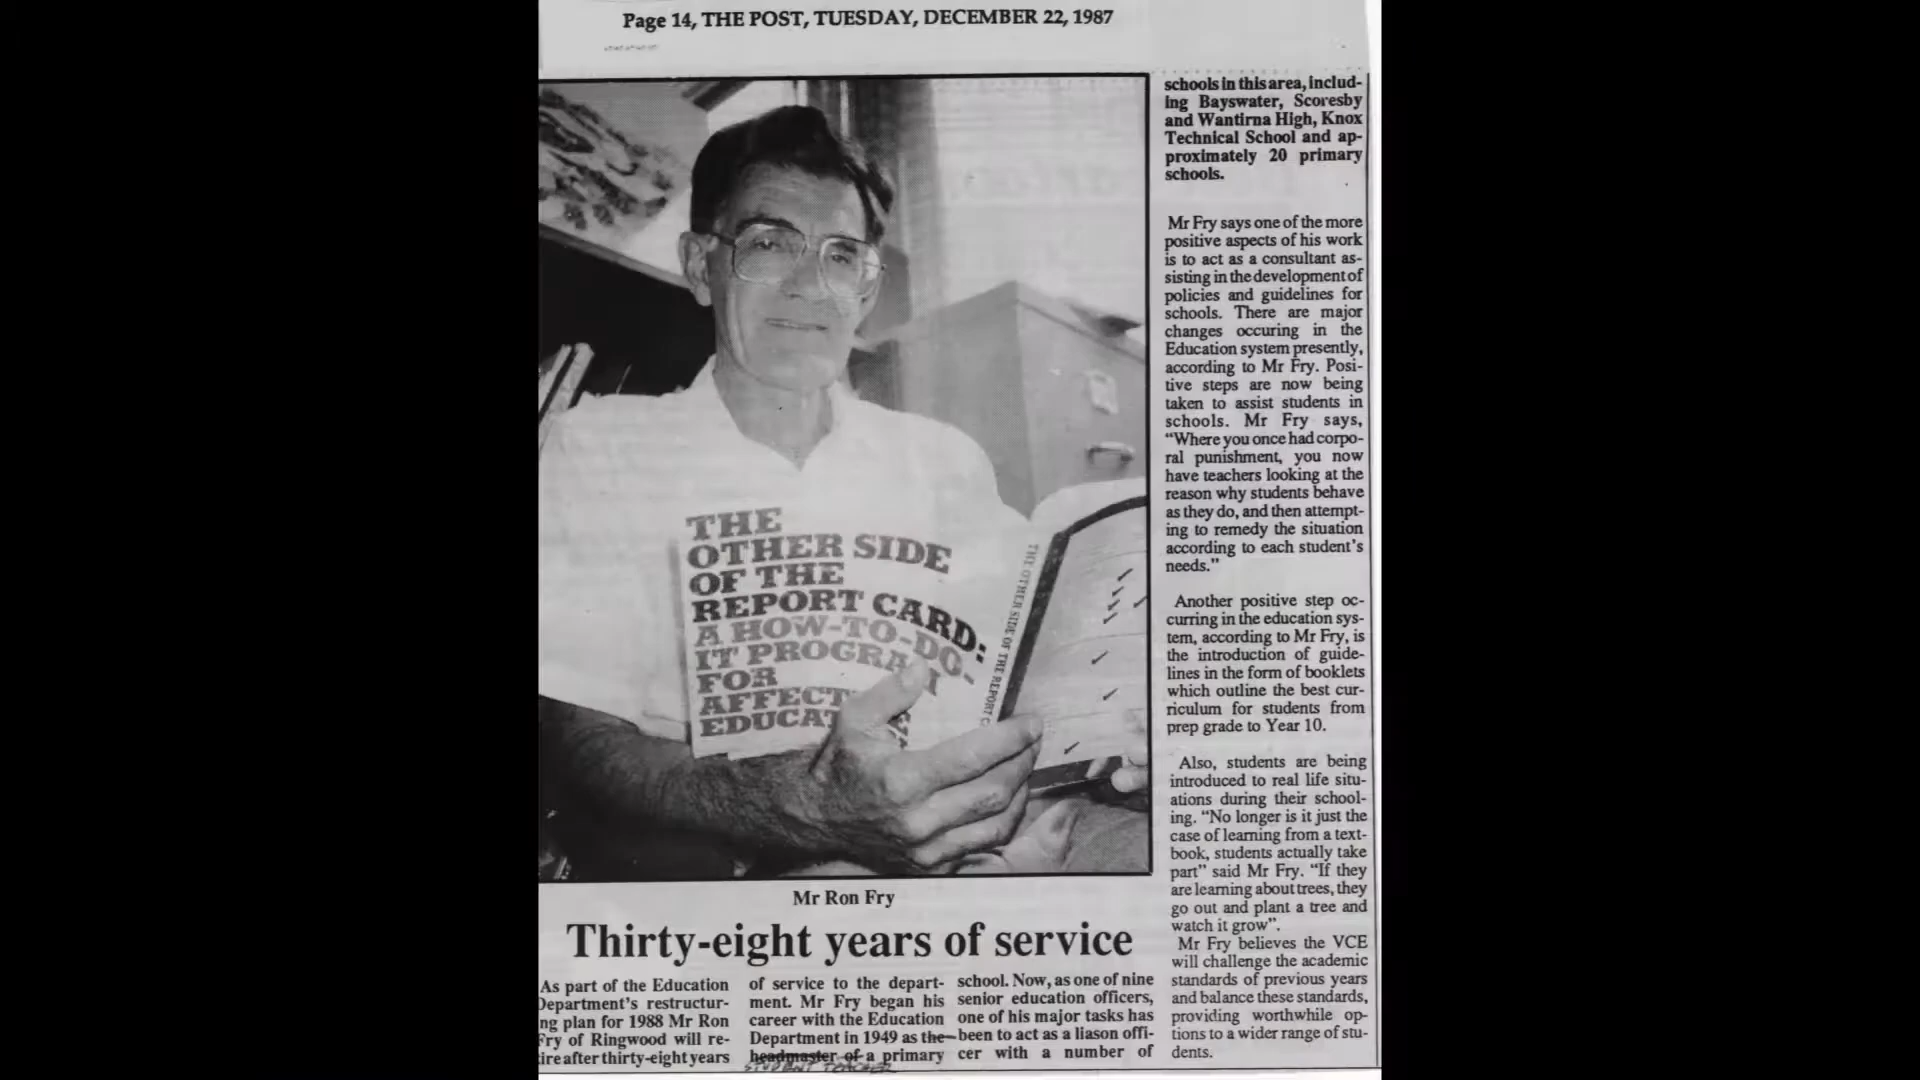 Page 14, THE POST, TUESDAY, DECEMBER 22, 1987
THE
OTHER SIDE
OF THE
REPORT CARD:
A HOW-TO-DO-
IT PROGRAM
FOR
AFFECT
EDUCAT
THE OTHER SIDE OF THE REPORT C
Mr Ron Fry
Thirty-eight years of service
As part of the Education
Department's restructur-
ng plan for 1988 Mr Ron
Fry of Ringwood will re-
ire after thirty-eight years
of service to the depart-
ment. Mr Fry began his
career with the Education
Department in 1949 as the
headmaster of a primary
STUDENT TEACHER
school. Now, as one of nine
senior education officers,
one of his major tasks has
been to act as a liason offi-
cer with a number of
schools in this area, includ-
ing Bayswater, Scoresby
and Wantirna High, Knox
Technical School and ap-
proximately 20 primary
schools.
Mr Fry says one of the more
positive aspects of his work
is to act as a consultant as-
sisting in the development of
policies and guidelines for
schools. There are major
changes occuring in the
Education system presently,
according to Mr Fry. Posi-
tive steps are now being
taken to assist students in
schools. Mr Fry says,
“Where you once had corpo-
ral punishment, you now
have teachers looking at the
reason why students behave
as they do, and then attempt-
ing to remedy the situation
according to each student's
needs.”
Another positive step oc-
curring in the education sys-
tem, according to Mr Fry, is
the introduction of guide-
lines in the form of booklets
which outline the best cur-
riculum for students from
prep grade to Year 10.
Also, students are being
introduced to real life situ-
ations during their school-
ing. “No longer is it just the
case of learning from a text-
book, students actually take
part” said Mr Fry. “If they
are learning about trees, they
go out and plant a tree and
watch it grow”.
Mr Fry believes the VCE
will challenge the academic
standards of previous years
and balance these standards,
providing worthwhile op-
tions to a wider range of stu-
dents.